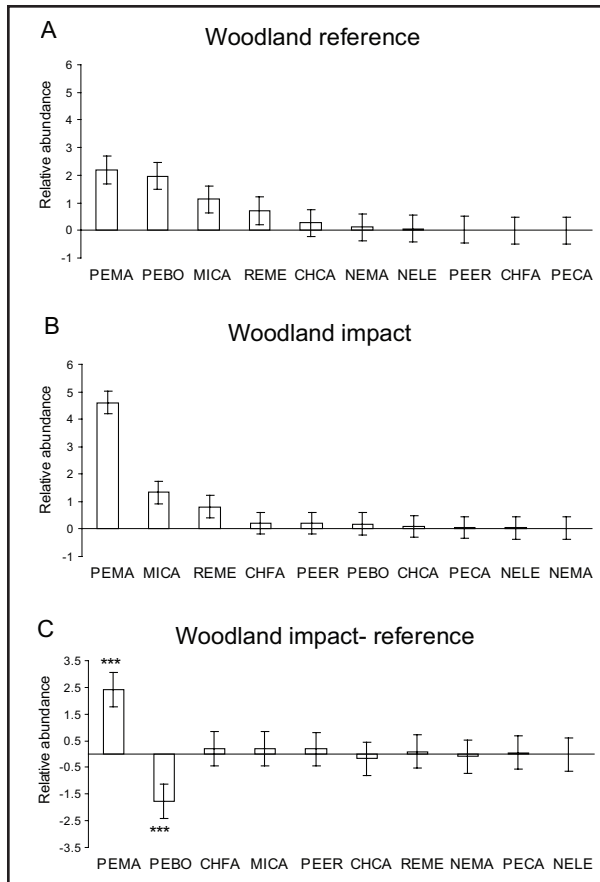 A
Woodland reference
Relative abundance
6
5
4
3
2
1
0
-1
PEMA PEBO MICA REME CHCA NEMA NELE PEER CHFA PECA
B
Woodland impact
Relative abundance
6
5
4
3
2
1
0
-1
PEMA MICA REME CHFA PEER PEBO CHCA PECA NELE NEMA
C
Woodland impact- reference
Relative abundance
3.5
2.5
1.5
0.5
-0.5
-1.5
-2.5
-3.5
***
***
PEMA PEBO CHFA MICA PEER CHCA REME NEMA PECA NELE